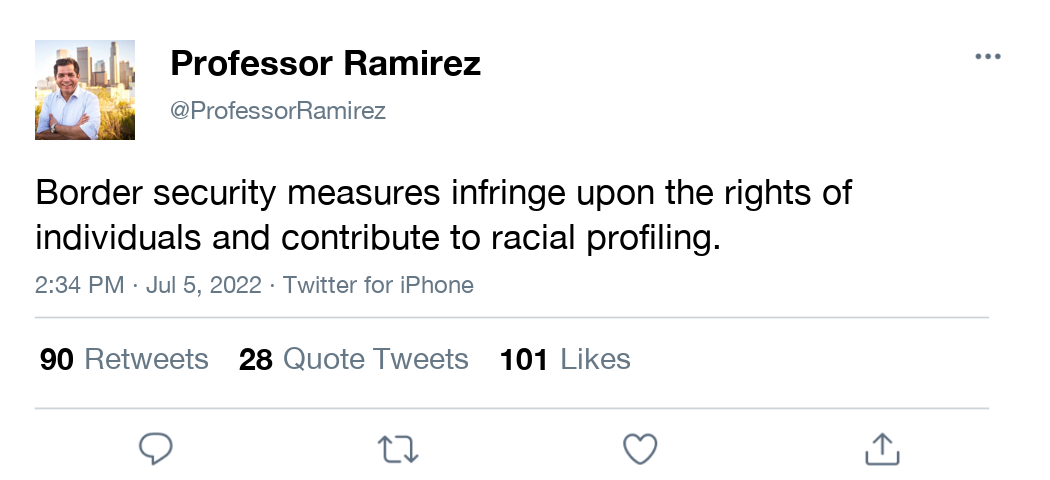 Professor Ramirez
@ProfessorRamirez
Border security measures infringe upon the rights of
individuals and contribute to racial profiling.
2:34 PM · Jul 5, 2022 · Twitter for iPhone
90 Retweets 28 Quote Tweets 101 Likes